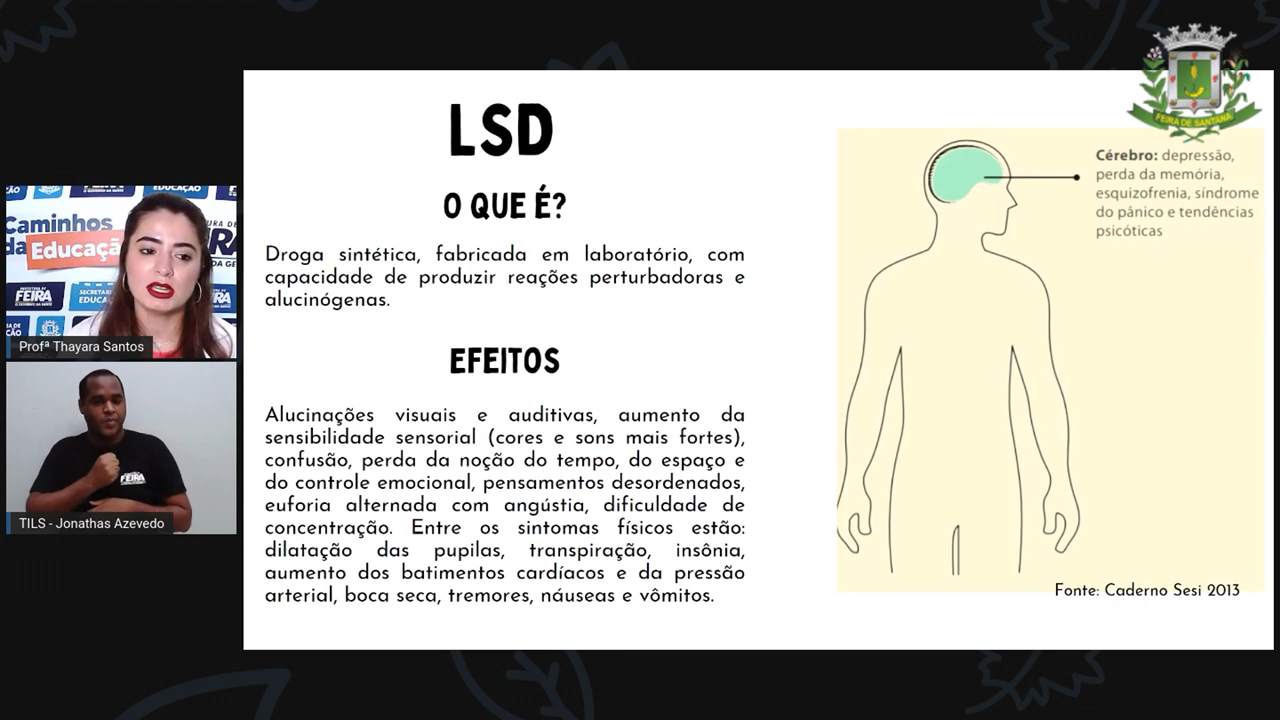 LSD
O QUE É?
Droga sintética, fabricada em laboratório, com
capacidade de produzir reações perturbadoras e
alucinógenas.
EFEITOS
Alucinações visuais e auditivas, aumento da
sensibilidade sensorial (cores e sons mais fortes),
confusão, perda da noção do tempo, do espaço e
do controle emocional, pensamentos desordenados,
euforia alternada com angústia, dificuldade de
concentração. Entre os sintomas físicos estão:
dilatação das pupilas, transpiração, insônia,
aumento dos batimentos cardíacos e da pressão
arterial, boca seca, tremores, náuseas e vômitos.
Cérebro: depressão,
perda da memória,
esquizofrenia, síndrome
do pânico e tendências
psicóticas
Fonte: Caderno Sesi 2013
FEIRA DE SANTANA
EDUCAÇÃO
Caminhos
da Educaçã
FEIRA
Profª Thayara Santos
FEIRA
TILS - Jonathas Azevedo